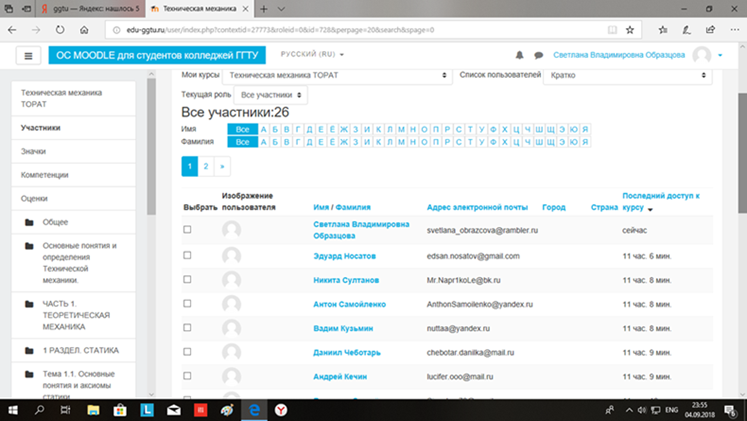 ggtu — Яндекс: нашлось 5
Техническая механика
edu-ggtu.ru/user/index.php?contextid=27773&roleid=0&id=728&perpage=20&search&spage=0
ОС MOODLE для студентов колледжей ГГТУ
РУССКИЙ (RU)
Светлана Владимировна Образцова
Техническая механика
ТОРАТ
Участники
Значки
Компетенции
Оценки
Общее
Основные понятия и
определения
Технической
механики.
ЧАСТЬ 1.
ТЕОРЕТИЧЕСКАЯ
МЕХАНИКА
1 РАЗДЕЛ. СТАТИКА
Тема 1.1. Основные
понятия и аксиомы
статики
Мои курсы Техническая механика ТОРАТ Список пользователей Кратко
Текущая роль Все участники
Все участники:26
Имя Все А Б В Г Д Е Ё Ж З И К Л М Н О П Р С Т У Ф Х Ц Ч Ш Щ Э Ю Я
Фамилия Все А Б В Г Д Е Ё Ж З И К Л М Н О П Р С Т У Ф Х Ц Ч Ш Щ Э Ю Я
1 2 »
Выбрать Изображение пользователя Имя / Фамилия Адрес электронной почты Город Страна Последний доступ к курсу
Светлана Владимировна Образцова svetlana_obrazcova@rambler.ru сейчас
Эдуард Носатов edsan.nosatov@gmail.com 11 час. 6 мин.
Никита Султанов Mr.Napr1koLe@bk.ru 11 час. 8 мин.
Антон Самойленко AnthonSamoilenko@yandex.ru 11 час. 8 мин.
Вадим Кузьмин nuttaa@yandex.ru 11 час. 8 мин.
Даниил Чеботарь chebotar.danilka@mail.ru 11 час. 9 мин.
Андрей Кечин lucifer.ooo@mail.ru 11 час. 9 мин.
ENG
23:55
04.09.2018